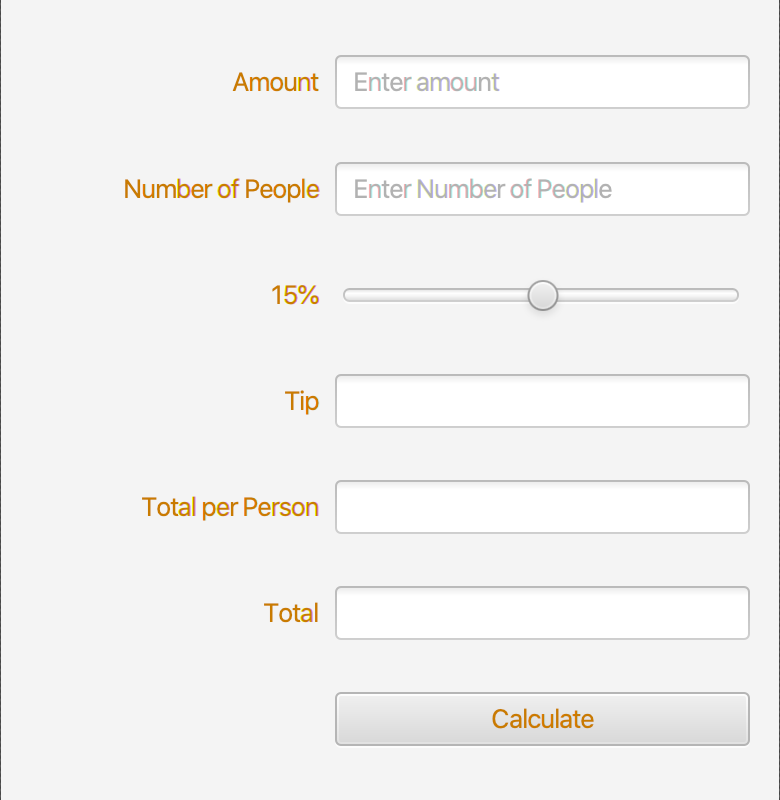 Amount
Enter amount
Number of People
Enter Number of People
15%
Tip
Total per Person
Total
Calculate